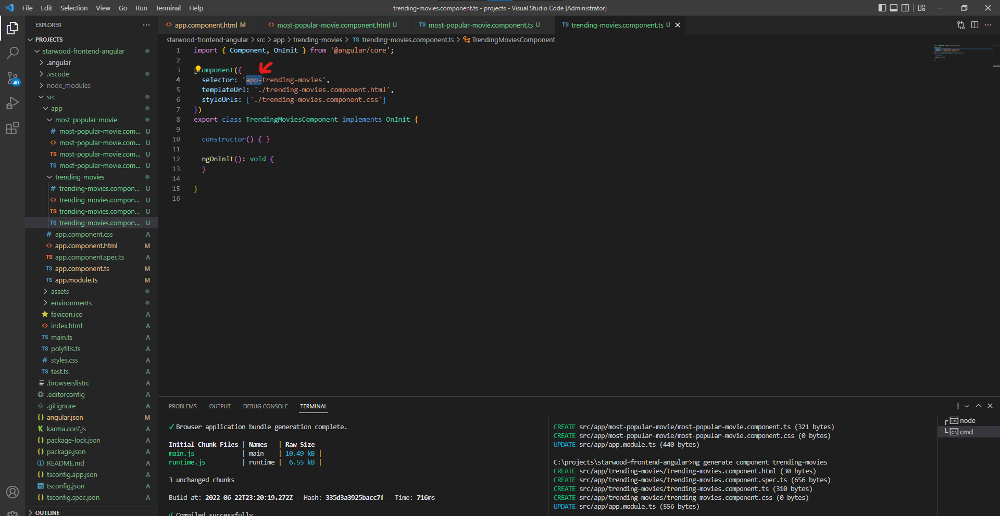 File Edit Selection View Go Run Terminal Help
trending-movies.component.ts - projects - Visual Studio Code [Administrator]
EXPLORER
PROJECTS
starwood-frontend-angular
.angular
.vscode
node_modules
src
app
most-popular-movie
# most-popular-movie.com... U
<> most-popular-movie.com... U
TS most-popular-movie.com... U
TS most-popular-movie.com... U
trending-movies
# trending-movies.compon... U
<> trending-movies.compon... U
TS trending-movies.compon... U
TS trending-movies.compon... U
# app.component.css A
<> app.component.html M
TS app.component.spec.ts A
TS app.component.ts M
TS app.module.ts M
assets
environments
favicon.ico A
<> index.html A
TS main.ts A
TS polyfills.ts A
# styles.css A
TS test.ts A
.browserslistrc A
.editorconfig A
.gitignore A
{} angular.json M
karma.conf.js A
{} package-lock.json A
{} package.json A
README.md A
{} tsconfig.app.json A
TS tsconfig.json A
{} tsconfig.spec.json A
OUTLINE
40
<> app.component.html M
<> most-popular-movie.component.html U
TS most-popular-movie.component.ts U
TS trending-movies.component.ts U
starwood-frontend-angular > src > app > trending-movies > TS trending-movies.component.ts > TrendingMoviesComponent
1 import { Component, OnInit } from '@angular/core';
2
3 @Component({
4 selector: 'app-trending-movies',
5 templateUrl: './trending-movies.component.html',
6 styleUrls: ['./trending-movies.component.css']
7 })
8 export class TrendingMoviesComponent implements OnInit {
9
10 constructor() { }
11
12 ngOnInit(): void {
13 }
14
15 }
16
PROBLEMS OUTPUT DEBUG CONSOLE TERMINAL
✓ Browser application bundle generation complete.
Initial Chunk Files | Names | Raw Size
main.js | main | 10.49 kB |
runtime.js | runtime | 6.55 kB |
3 unchanged chunks
Build at: 2022-06-22T23:20:19.272Z - Hash: 335d3a3925bacc7f - Time: 716ms
√ Compiled successfully
CREATE src/app/most-popular-movie/most-popular-movie.component.ts (321 bytes)
CREATE src/app/most-popular-movie/most-popular-movie.component.css (0 bytes)
UPDATE src/app/app.module.ts (440 bytes)
C:\projects\starwood-frontend-angular>ng generate component trending-movies
CREATE src/app/trending-movies/trending-movies.component.html (30 bytes)
CREATE src/app/trending-movies/trending-movies.component.spec.ts (656 bytes)
CREATE src/app/trending-movies/trending-movies.component.ts (310 bytes)
CREATE src/app/trending-movies/trending-movies.component.css (0 bytes)
UPDATE src/app/app.module.ts (556 bytes)
node
cmd